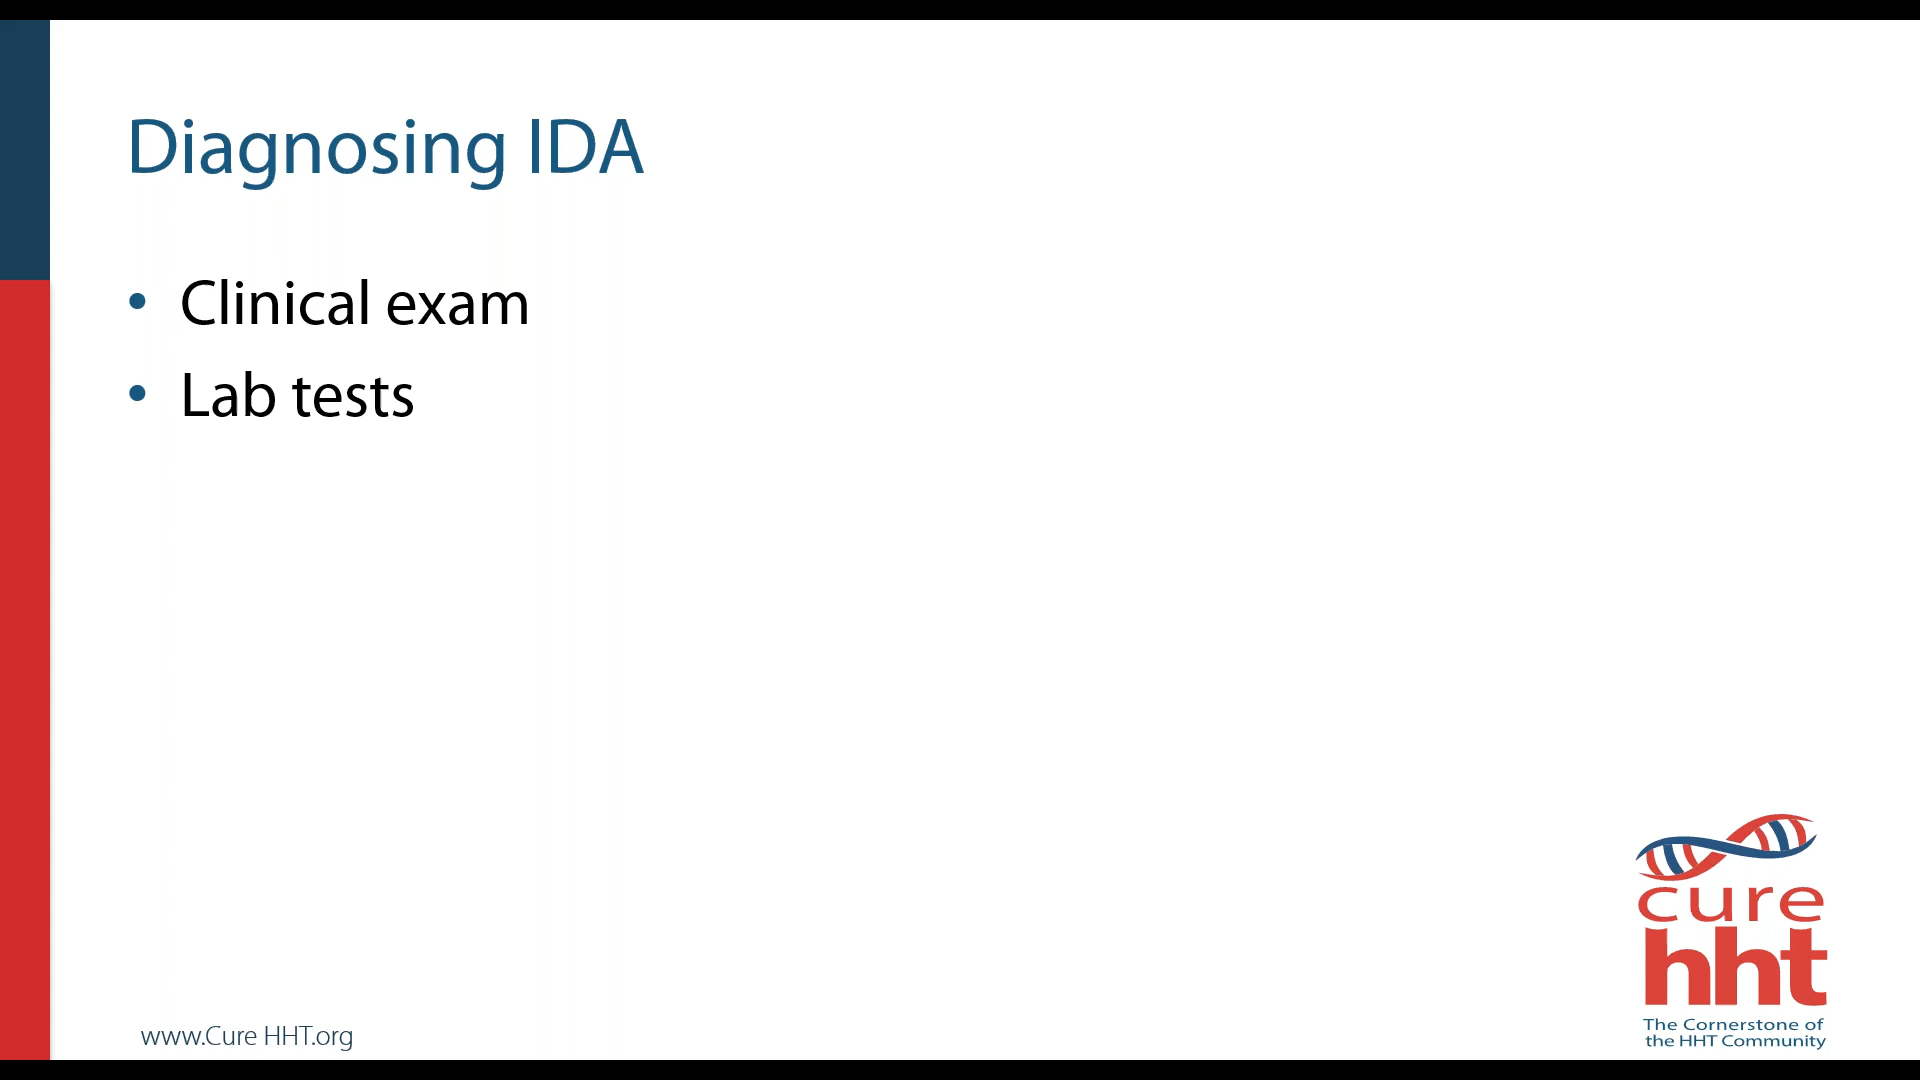 Diagnosing IDA
• Clinical exam
• Lab tests
www.Cure HHT.org
cure
hht
The Cornerstone of
the HHT Community